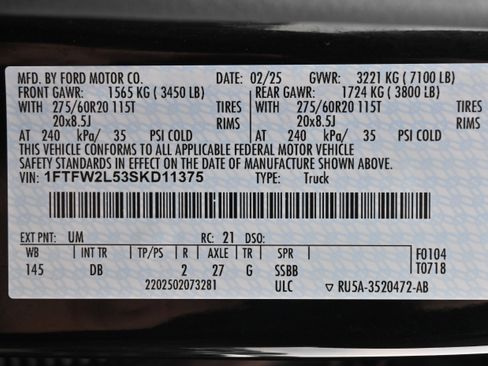 MFD. BY FORD MOTOR CO. DATE: 02/25 GVWR: 3221 KG ( 7100 LB)
FRONT GAWR: 1565 KG ( 3450 LB) REAR GAWR: 1724 KG ( 3800 LB)
WITH 275/60R20 115T TIRES WITH 275/60R20 115T TIRES
20x8.5J RIMS 20x8.5J RIMS
AT 240 kPa/ 35 PSI COLD AT 240 kPa/ 35 PSI COLD
THIS VEHICLE CONFORMS TO ALL APPLICABLE FEDERAL MOTOR VEHICLE
SAFETY STANDARDS IN EFFECT ON THE DATE OF MANUFACTURE SHOWN ABOVE.
VIN: 1FTFW2L53SKD11375 TYPE: Truck
EXT PNT: UM RC: 21 DSO:
WB INT TR TP/PS R AXLE TR SPR F0104
145 DB 2 27 G SSBB T0718
2202502073281 ULC ▽ RU5A-3520472-AB